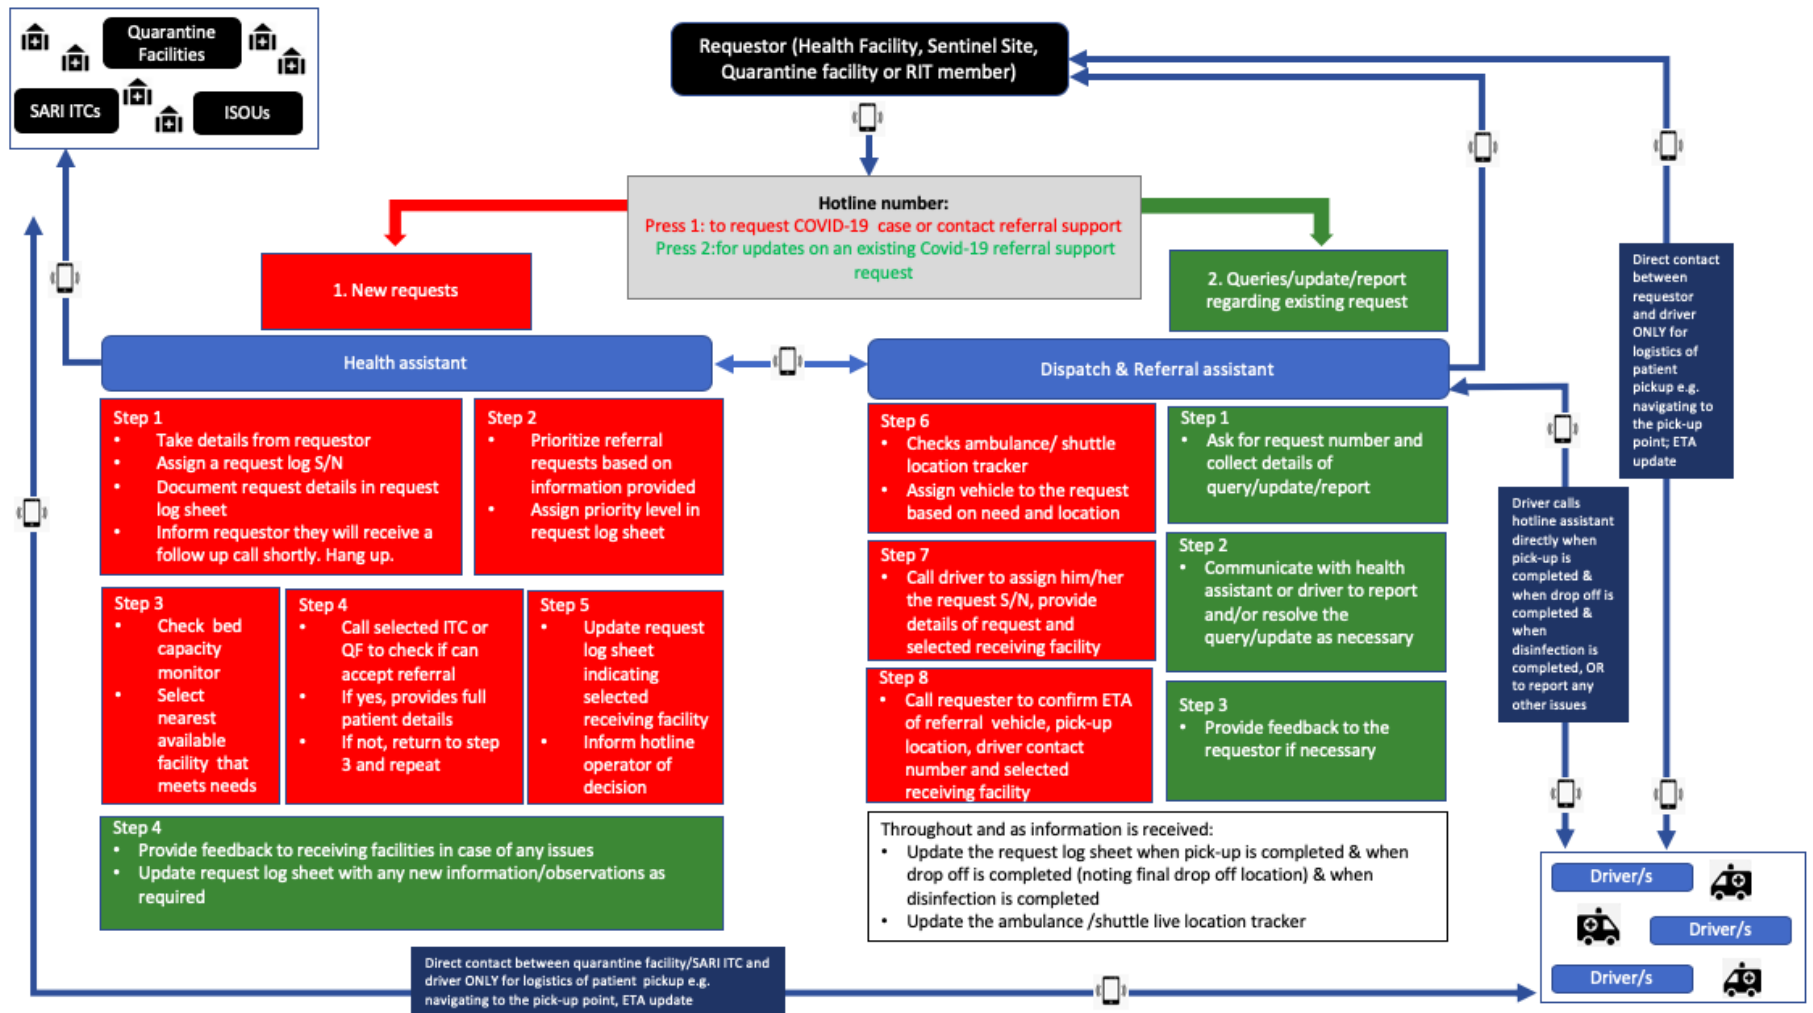 Quarantine
Facilities
SARI ITCs
ISOUs
Requestor (Health Facility, Sentinel Site,
Quarantine facility or RIT member)
Hotline number:
Press 1: to request COVID-19 case or contact referral support
Press 2:for updates on an existing Covid-19 referral support
request
1. New requests
2. Queries/update/report
regarding existing request
Health assistant
Dispatch & Referral assistant
Step 1
• Take details from requestor
• Assign a request log S/N
• Document request details in request
log sheet
• Inform requestor they will receive a
follow up call shortly. Hang up.
Step 2
• Prioritize referral
requests based on
information provided
• Assign priority level in
request log sheet
Step 3
• Check bed
capacity
monitor
• Select
nearest
available
facility that
meets needs
Step 4
• Call selected ITC or
QF to check if can
accept referral
• If yes, provides full
patient details
• If not, return to step
3 and repeat
Step 5
• Update request
log sheet
indicating
selected
receiving facility
• Inform hotline
operator of
decision
Step 4
• Provide feedback to receiving facilities in case of any issues
• Update request log sheet with any new information/observations as
required
Step 6
• Checks ambulance/ shuttle
location tracker
• Assign vehicle to the request
based on need and location
Step 7
• Call driver to assign him/her
the request S/N, provide
details of request and
selected receiving facility
Step 8
• Call requester to confirm ETA
of referral vehicle, pick-up
location, driver contact
number and selected
receiving facility
Step 1
• Ask for request number and
collect details of
query/update/report
Step 2
• Communicate with health
assistant or driver to report
and/or resolve the
query/update as necessary
Step 3
• Provide feedback to the
requestor if necessary
Throughout and as information is received:
• Update the request log sheet when pick-up is completed & when
drop off is completed (noting final drop off location) & when
disinfection is completed
• Update the ambulance /shuttle live location tracker
Driver calls
hotline assistant
directly when
pick-up is
completed &
when drop off is
completed &
when
disinfection is
completed, OR
to report any
other issues
Direct contact
between
requestor
and driver
ONLY for
logistics of
patient
pickup e.g.
navigating to
the pick-up
point; ETA
update
Direct contact between quarantine facility/SARI ITC and
driver ONLY for logistics of patient pickup e.g.
navigating to the pick-up point, ETA update
Driver/s
Driver/s
Driver/s